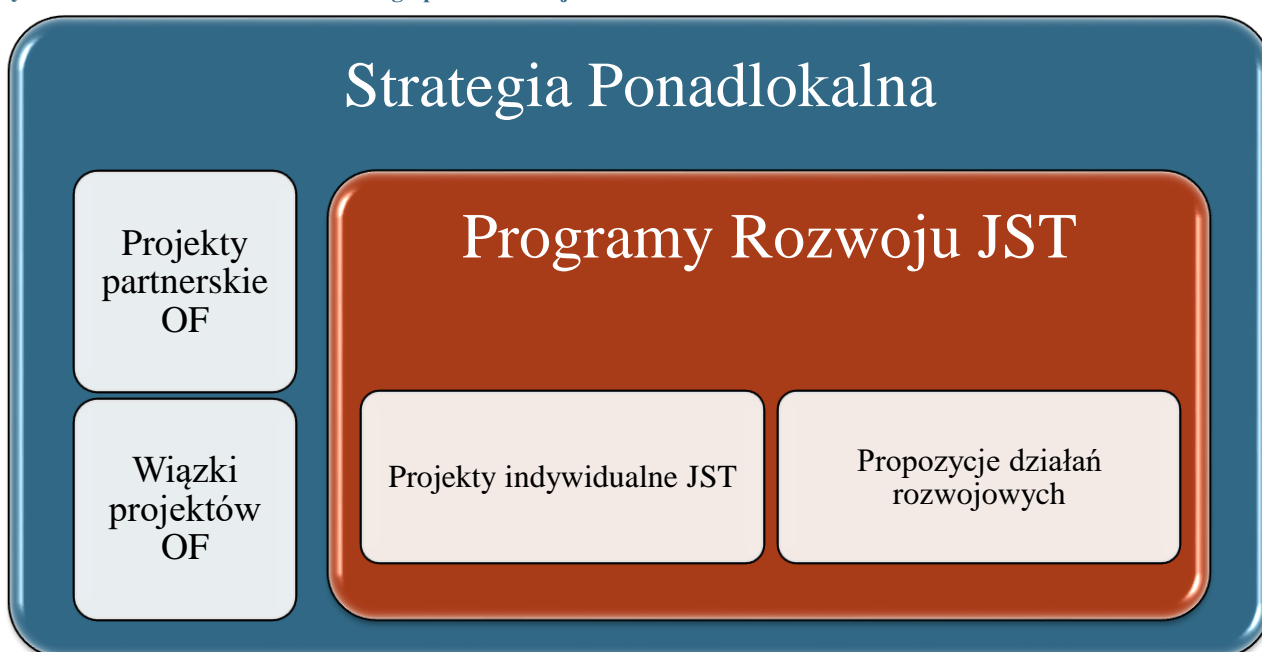 Strategia Ponadlokalna
Projekty
partnerskie
OF
Wiązki
projektów
OF
Programy Rozwoju JST
Projekty indywidualne JST
Propozycje działań
rozwojowych